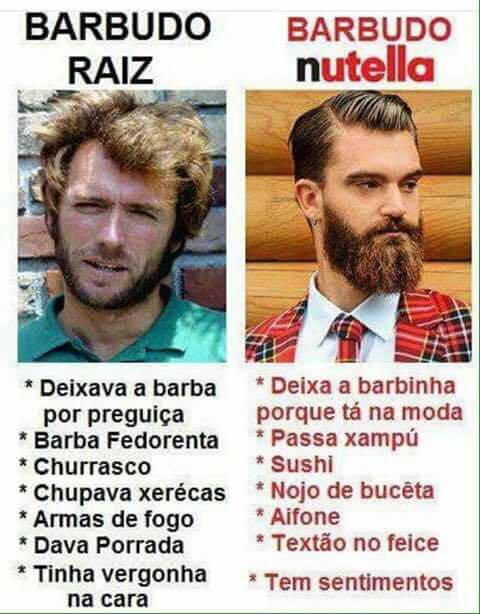 BARBUDO
RAIZ
* Deixava a barba
por preguiça
* Barba Fedorenta
* Churrasco
* Chupava xerécas
* Armas de fogo
* Dava Porrada
* Tinha vergonha
na cara
BARBUDO
nutella
* Deixa a barbinha
porque tá na moda
* Passa xampú
* Sushi
* Nojo de bucêta
* Aifone
* Textão no feice
* Tem sentimentos